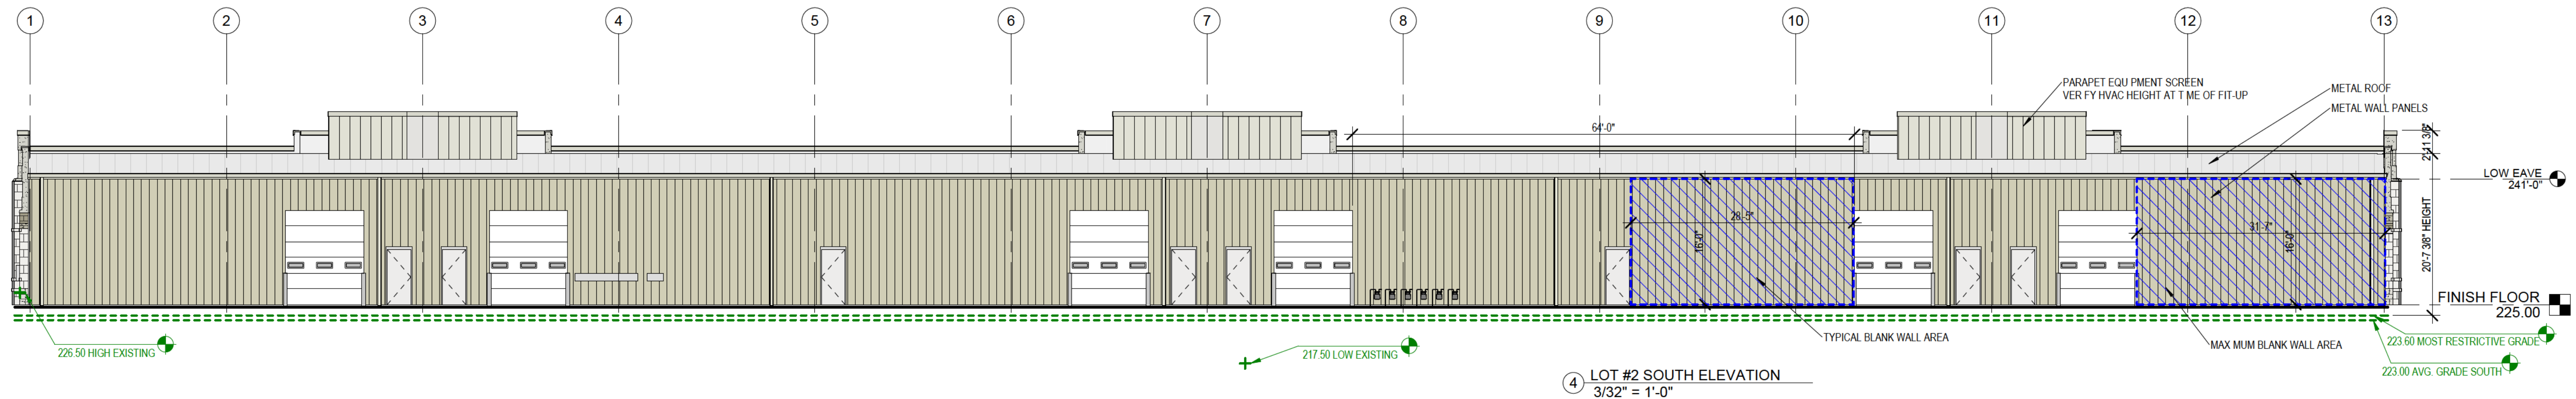 1 2 3 4 5 6 7 8 9 10 11 12 13
PARAPET EQU PMENT SCREEN
VER FY HVAC HEIGHT AT T ME OF FIT-UP
METAL ROOF
METAL WALL PANELS
64'-0"
2'-11 3/8"
LOW EAVE
241'-0"
28'-5"
16'-0"
31'-7"
16'-0"
20'-7 3/8" HEIGHT
FINISH FLOOR
225.00
226.50 HIGH EXISTING
217.50 LOW EXISTING
TYPICAL BLANK WALL AREA
MAX MUM BLANK WALL AREA
223.60 MOST RESTRICTIVE GRADE
223.00 AVG. GRADE SOUTH
4 LOT #2 SOUTH ELEVATION
3/32" = 1'-0"